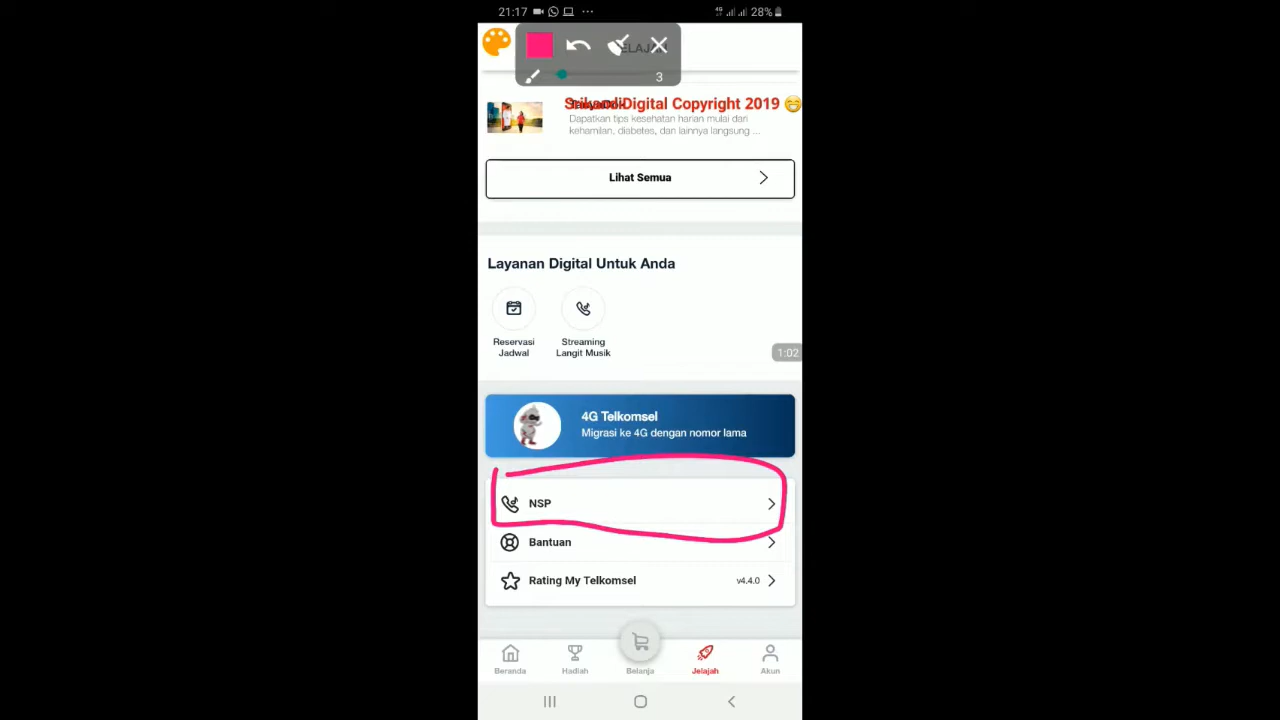 21:17
4G 28%
3
SrikandiDigital Copyright 2019 😁
Dapatkan tips kesehatan harian mulai dari
kehamilan, diabetes, dan lainnya langsung ...
Lihat Semua
Layanan Digital Untuk Anda
Reservasi
Jadwal
Streaming
Langit Musik
1:02
4G Telkomsel
Migrasi ke 4G dengan nomor lama
NSP
Bantuan
Rating My Telkomsel v4.4.0
Beranda
Hadiah
Belanja
Jelajah
Akun